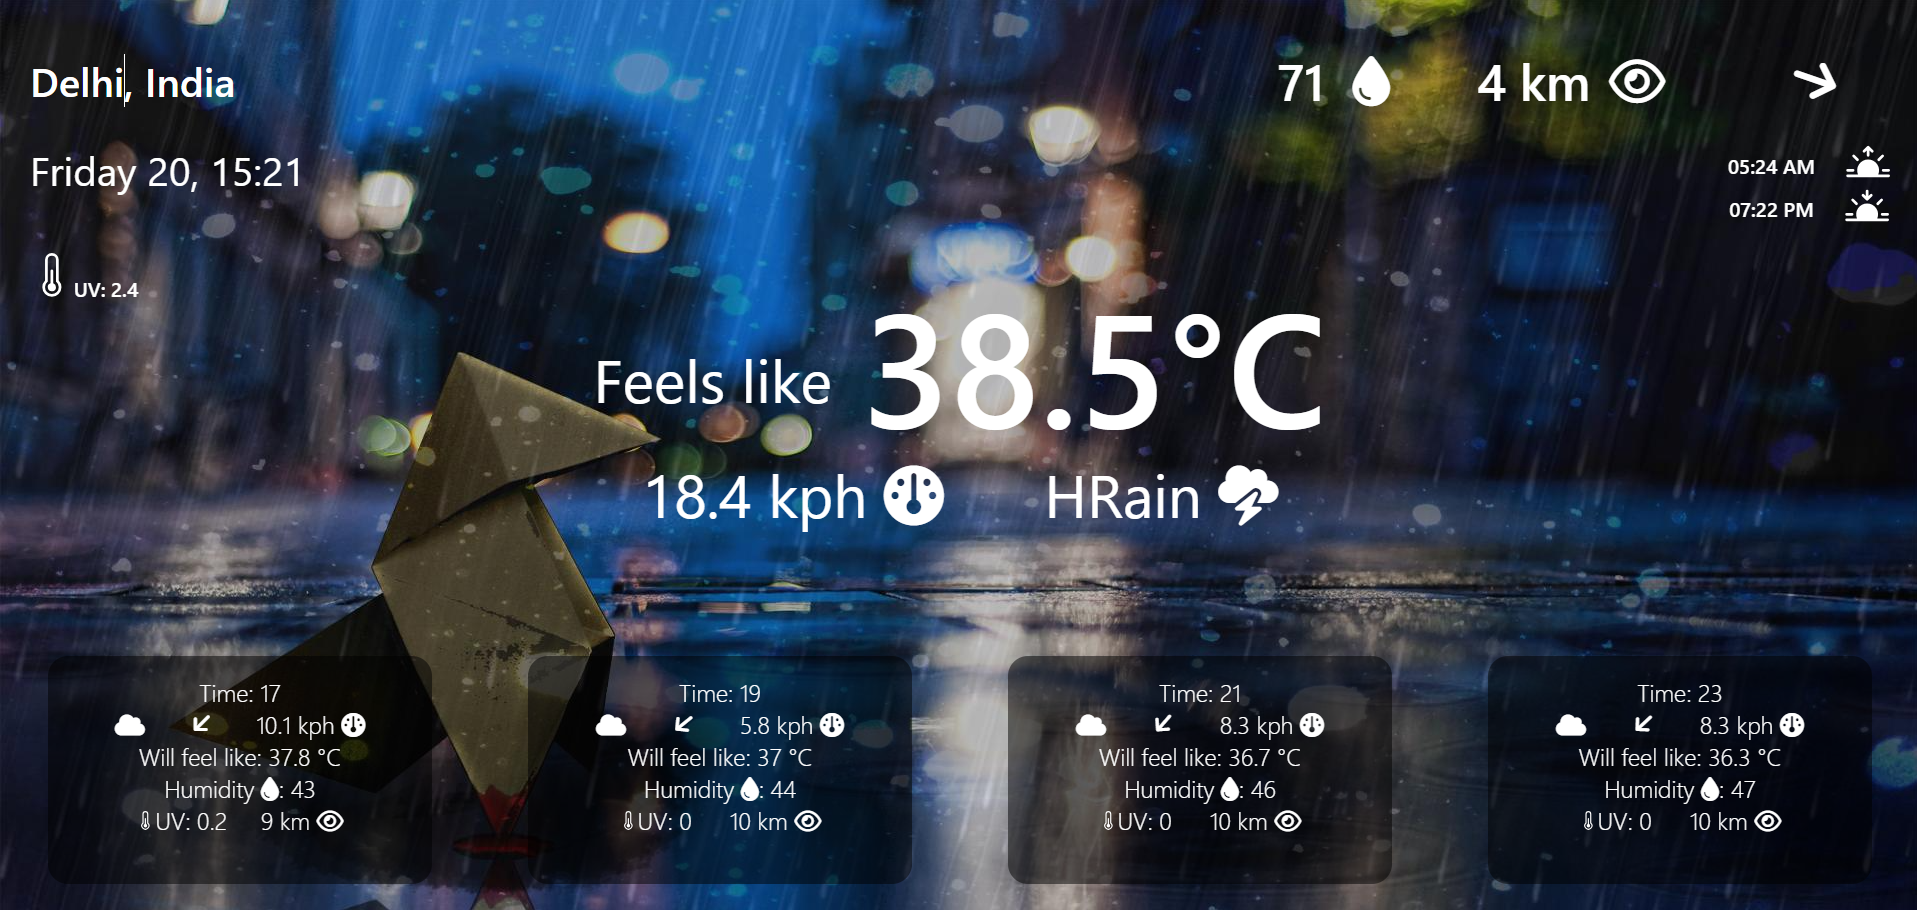 Delhi, India
71
4 km
Friday 20, 15:21
05:24 AM
07:22 PM
UV: 2.4
Feels like 38.5°C
18.4 kph
HRain
Time: 17
10.1 kph
Will feel like: 37.8 °C
Humidity : 43
UV: 0.2 9 km
Time: 19
5.8 kph
Will feel like: 37 °C
Humidity : 44
UV: 0 10 km
Time: 21
8.3 kph
Will feel like: 36.7 °C
Humidity : 46
UV: 0 10 km
Time: 23
8.3 kph
Will feel like: 36.3 °C
Humidity : 47
UV: 0 10 km